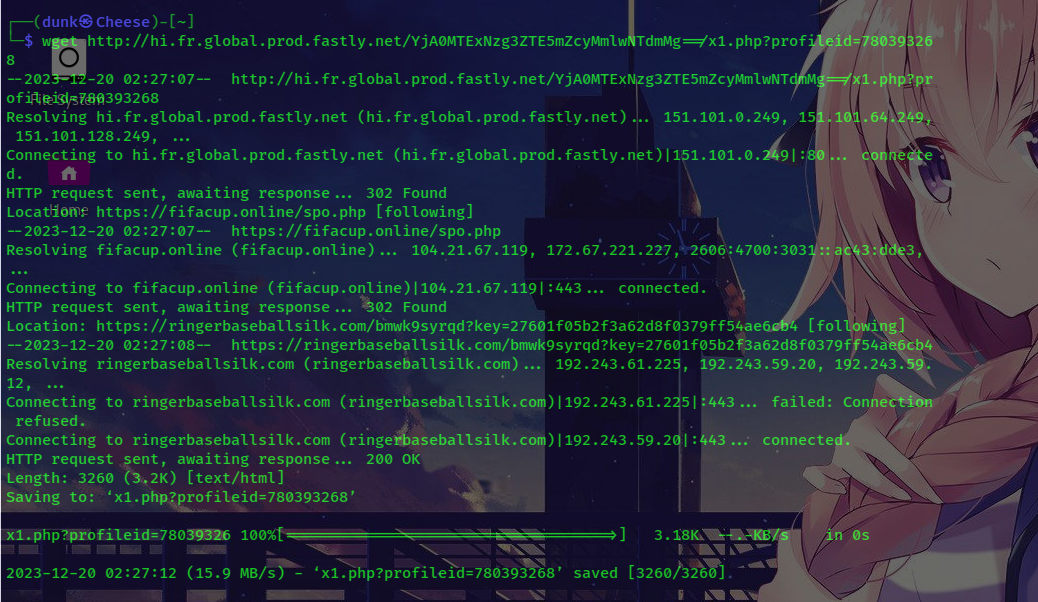 ┌──(dunk㉿Cheese)-[~]
└─$ wget http://hi.fr.global.prod.fastly.net/YjA0MTExNzg3ZTE5mZcyMmlwNTdmMg==/x1.php?profileid=78039326
8
--2023-12-20 02:27:07--  http://hi.fr.global.prod.fastly.net/YjA0MTExNzg3ZTE5mZcyMmlwNTdmMg==/x1.php?pr
ofileid=780393268
File System
Resolving hi.fr.global.prod.fastly.net (hi.fr.global.prod.fastly.net)... 151.101.0.249, 151.101.64.249,
 151.101.128.249, ...
Connecting to hi.fr.global.prod.fastly.net (hi.fr.global.prod.fastly.net)|151.101.0.249|:80... connecte
d.
HTTP request sent, awaiting response... 302 Found
Location: https://fifacup.online/spo.php [following]
Home
--2023-12-20 02:27:07--  https://fifacup.online/spo.php
Resolving fifacup.online (fifacup.online)... 104.21.67.119, 172.67.221.227, 2606:4700:3031::ac43:dde3,
...
Connecting to fifacup.online (fifacup.online)|104.21.67.119|:443... connected.
HTTP request sent, awaiting response... 302 Found
Location: https://ringerbaseballsilk.com/bmwk9syrqd?key=27601f05b2f3a62d8f0379ff54ae6cb4 [following]
--2023-12-20 02:27:08--  https://ringerbaseballsilk.com/bmwk9syrqd?key=27601f05b2f3a62d8f0379ff54ae6cb4
Resolving ringerbaseballsilk.com (ringerbaseballsilk.com)... 192.243.61.225, 192.243.59.20, 192.243.59.
12, ...
Connecting to ringerbaseballsilk.com (ringerbaseballsilk.com)|192.243.61.225|:443... failed: Connection
 refused.
Connecting to ringerbaseballsilk.com (ringerbaseballsilk.com)|192.243.59.20|:443... connected.
HTTP request sent, awaiting response... 200 OK
Length: 3260 (3.2K) [text/html]
Saving to: ‘x1.php?profileid=780393268’

x1.php?profileid=78039326 100%[=====================================>]   3.18K  --.-KB/s    in 0s

2023-12-20 02:27:12 (15.9 MB/s) - ‘x1.php?profileid=780393268’ saved [3260/3260]